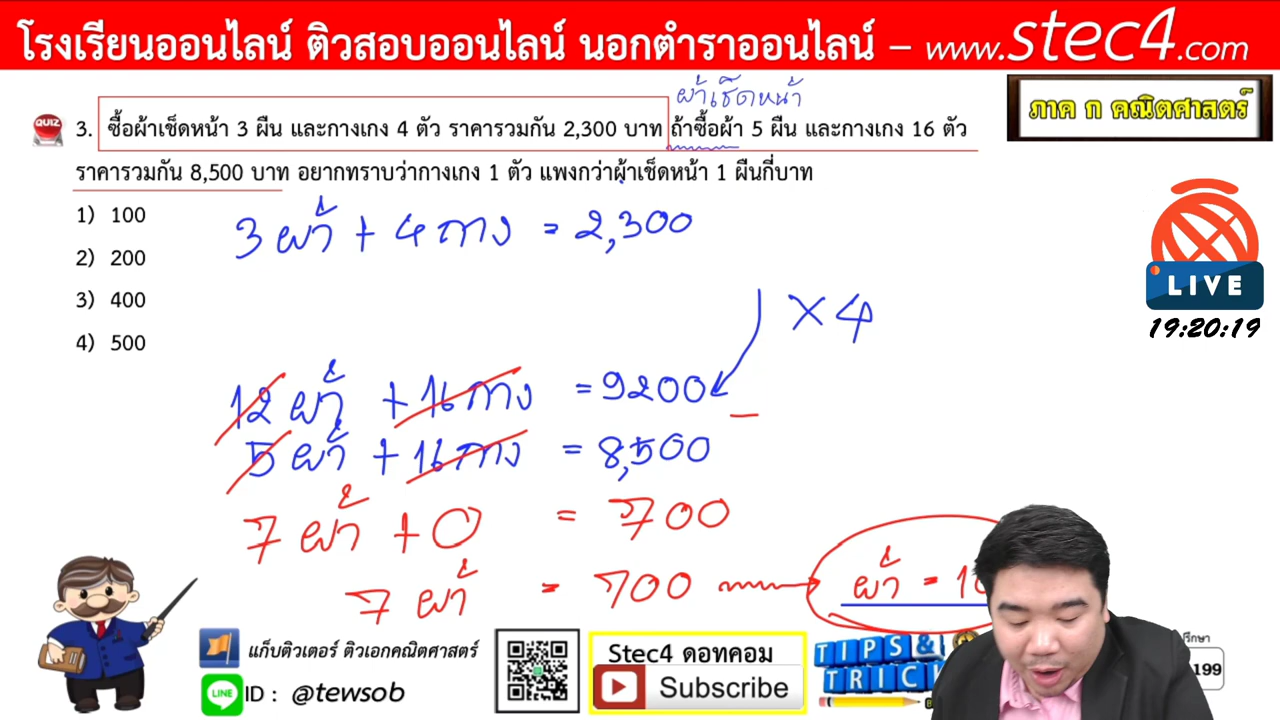 โรงเรียนออนไลน์ ติวสอบออนไลน์ นอกตำราออนไลน์ – www.stec4.com
ผ้าเช็ดหน้า
ภาค ก คณิตศาสตร์
QUIZ
3. ซื้อผ้าเช็ดหน้า 3 ผืน และกางเกง 4 ตัว ราคารวมกัน 2,300 บาท ถ้าซื้อผ้า 5 ผืน และกางเกง 16 ตัว
ราคารวมกัน 8,500 บาท อยากทราบว่ากางเกง 1 ตัว แพงกว่าผ้าเช็ดหน้า 1 ผืนกี่บาท
1) 100
2) 200
3) 400
4) 500
3 ผ้า + 4 กาง = 2,300
LIVE
19:20:19
× 4
12 ผ้า + 16 กาง = 9200
5 ผ้า + 16 กาง = 8,500
7 ผ้า + 0 = 700
7 ผ้า = 700
ผ้า = 10
แก็บติวเตอร์ ติวเอกคณิตศาสตร์
LINE ID : @tewsob
Stec4 ดอทคอม
Subscribe
TIPS &
TRIC
199